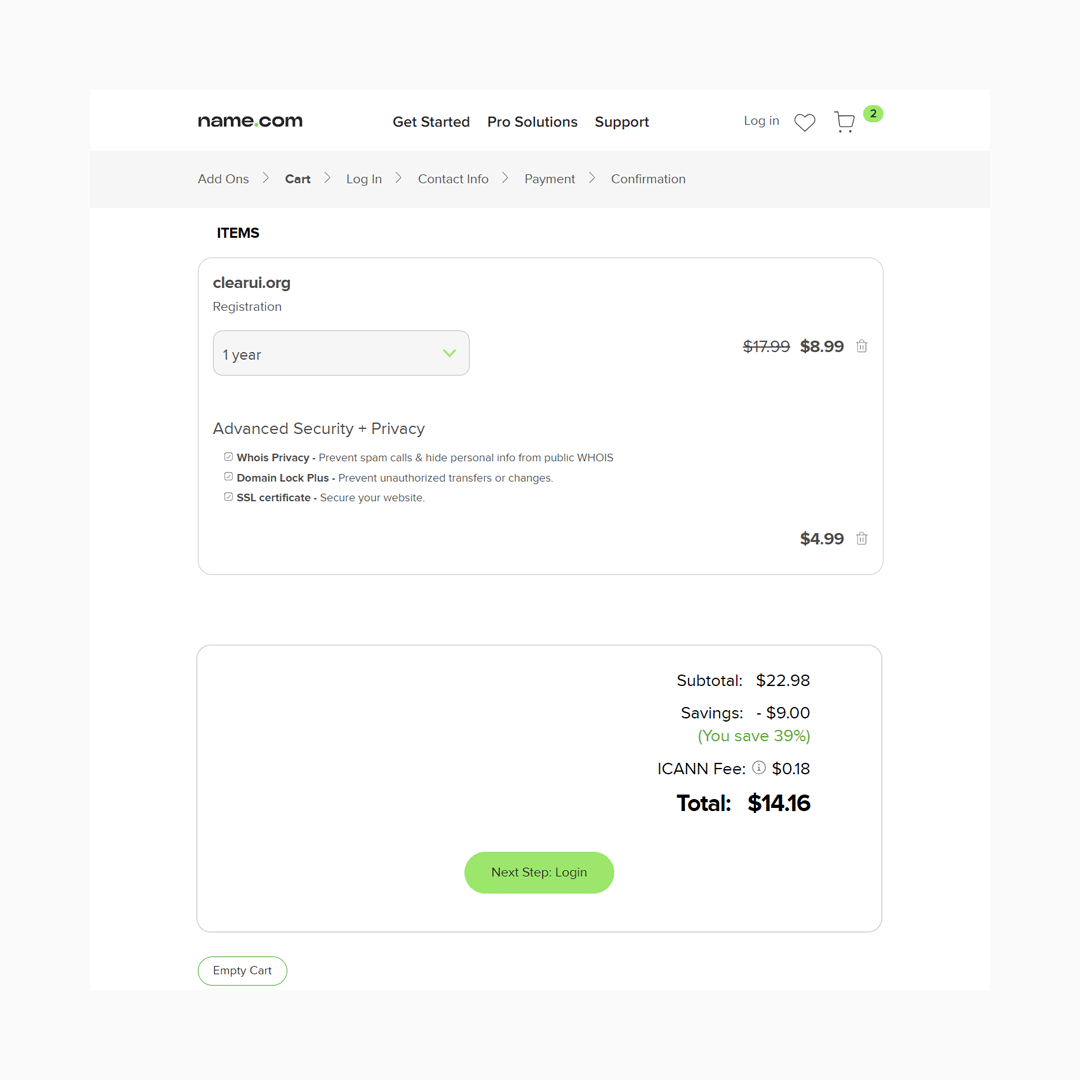 name.com Get Started Pro Solutions Support Log in 2
Add Ons Cart Log In Contact Info Payment Confirmation
ITEMS
clearui.org
Registration
1 year $17.99 $8.99
Advanced Security + Privacy
Whois Privacy - Prevent spam calls & hide personal info from public WHOIS
Domain Lock Plus - Prevent unauthorized transfers or changes.
SSL certificate - Secure your website.
$4.99
Subtotal: $22.98
Savings: - $9.00
(You save 39%)
ICANN Fee: $0.18
Total: $14.16
Next Step: Login
Empty Cart